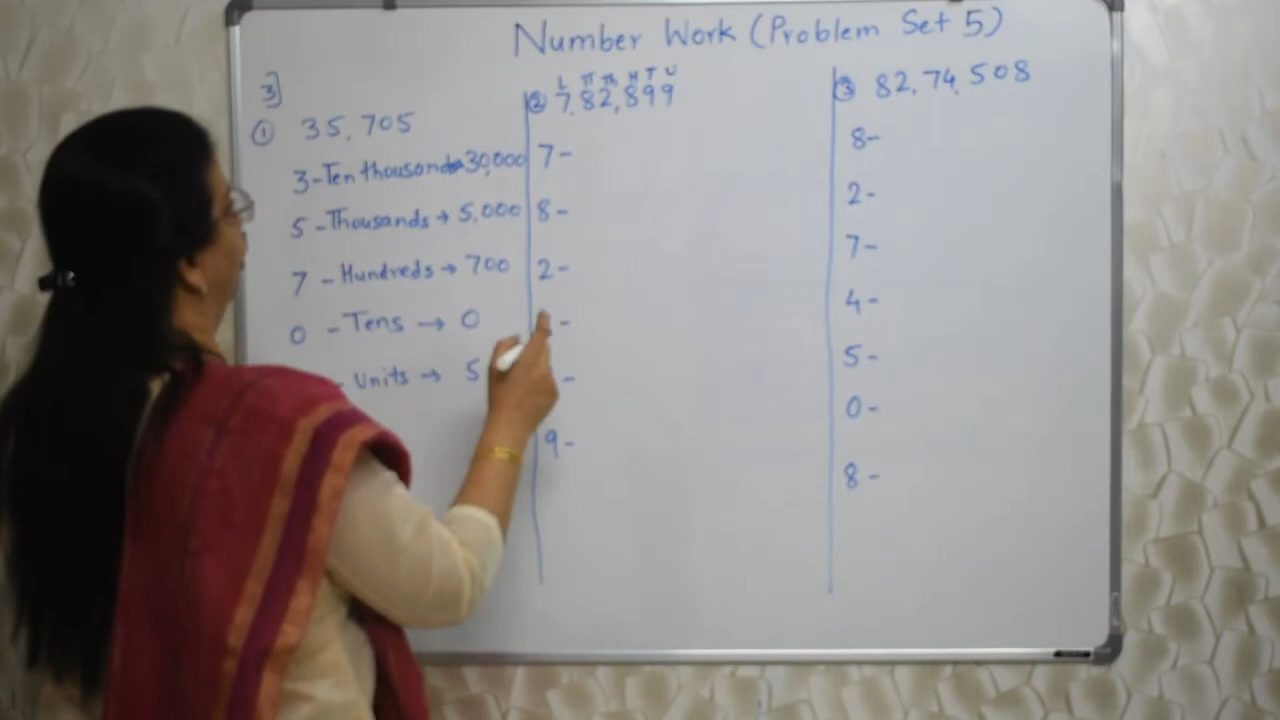 Number Work (Problem Set 5)
3]
① 35,705
3-Ten thousands→30,000
5-Thousands→5,000
7-Hundreds→700
0-Tens→0
-Units→5
L TT Th H T U
② 7,82,899
7-
8-
2-
-
-
9-
③ 82,74,508
8-
2-
7-
4-
5-
0-
8-